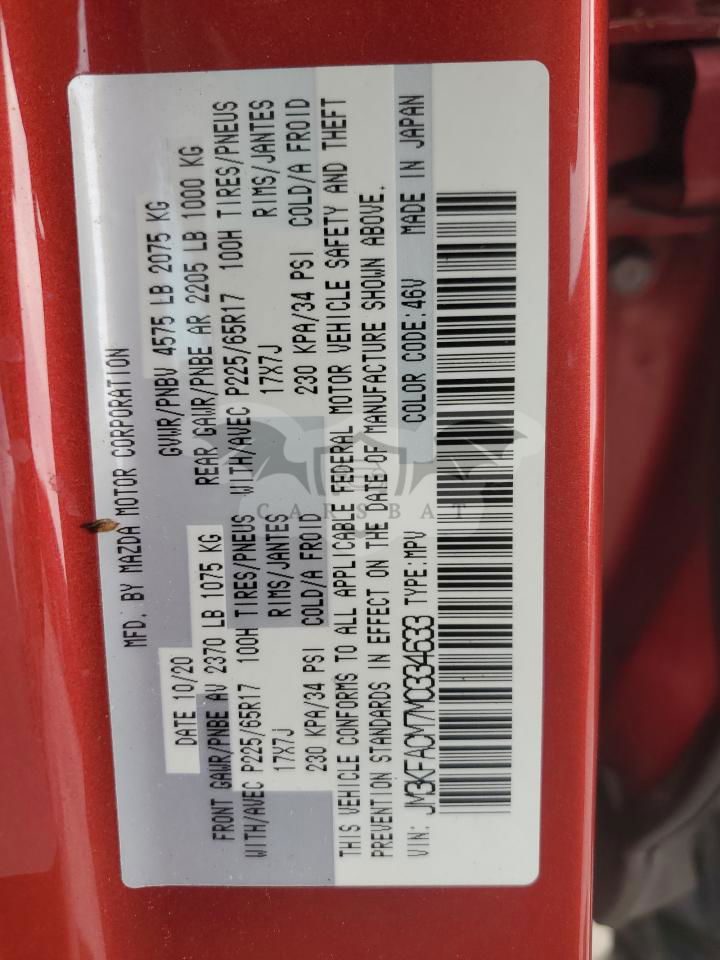 MFD. BY MAZDA MOTOR CORPORATION
DATE 10/20 GVWR/PNBV 4575 LB 2075 KG
FRONT GAWR/PNBE AV 2370 LB 1075 KG REAR GAWR/PNBE AR 2205 LB 1000 KG
WITH/AVEC P225/65R17 100H TIRES/PNEUS WITH/AVEC P225/65R17 100H TIRES/PNEUS
17X7J RIMS/JANTES 17X7J RIMS/JANTES
230 KPA/34 PSI COLD/A FROID 230 KPA/34 PSI COLD/A FROID
THIS VEHICLE CONFORMS TO ALL APPLICABLE FEDERAL MOTOR VEHICLE SAFETY AND THEFT
PREVENTION STANDARDS IN EFFECT ON THE DATE OF MANUFACTURE SHOWN ABOVE.
VIN: JM3KFACM7M0334633 TYPE:MPV COLOR CODE:46V MADE IN JAPAN
CARSBAT